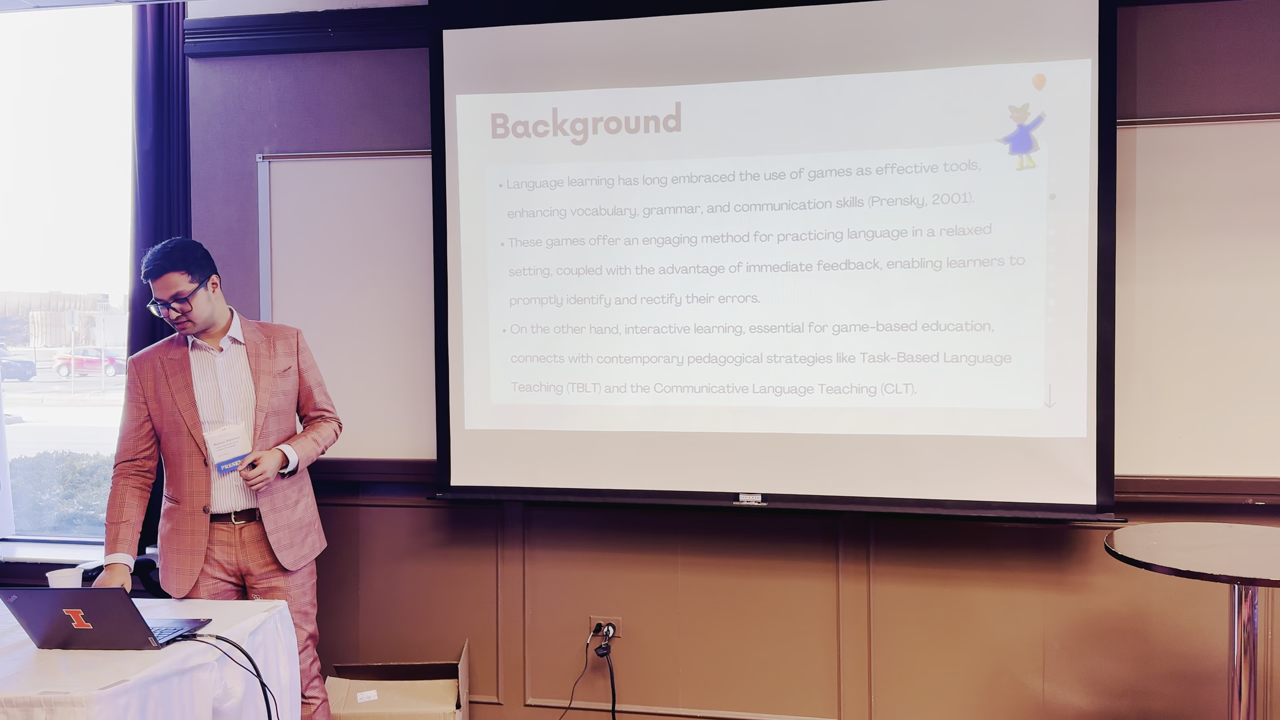 Background
• Language learning has long embraced the use of games as effective tools,
enhancing vocabulary, grammar, and communication skills (Prensky, 2001).
• These games offer an engaging method for practicing language in a relaxed
setting, coupled with the advantage of immediate feedback, enabling learners to
promptly identify and rectify their errors.
• On the other hand, interactive learning, essential for game-based education,
connects with contemporary pedagogical strategies like Task-Based Language
Teaching (TBLT) and the Communicative Language Teaching (CLT).
I